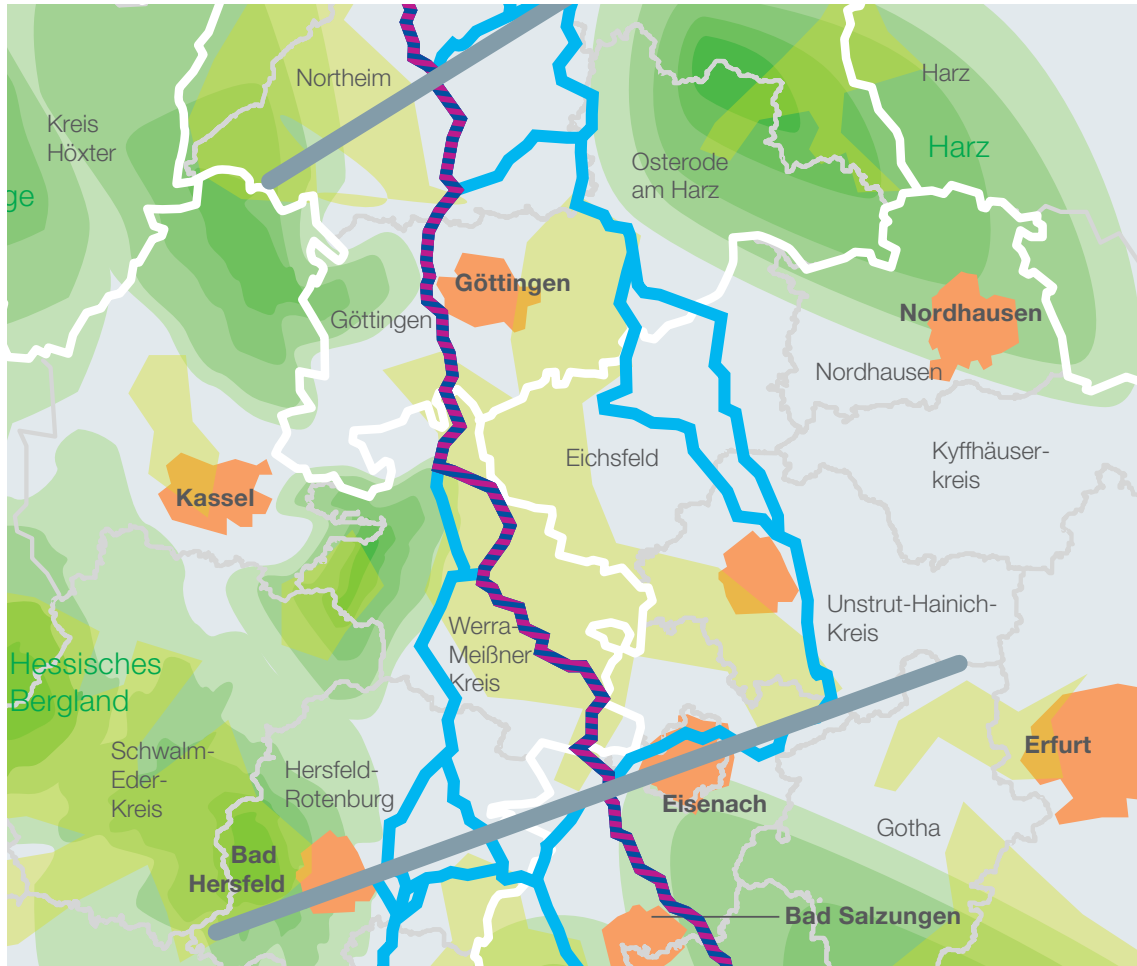 Northeim
Harz
Kreis
Höxter
Harz
Osterode
am Harz
ge
Göttingen
Göttingen
Nordhausen
Nordhausen
Eichsfeld
Kyffhäuser-
kreis
Kassel
Unstrut-Hainich-
Kreis
Werra-
Meißner
Kreis
Hessisches
Bergland
Schwalm-
Eder-
Kreis
Hersfeld-
Rotenburg
Erfurt
Eisenach
Gotha
Bad
Hersfeld
Bad Salzungen